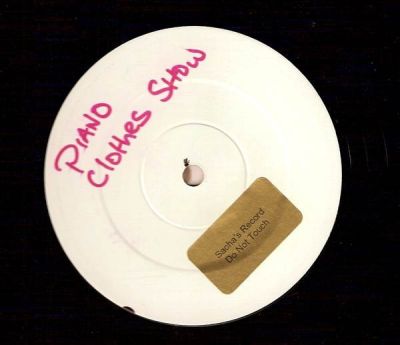 PIANO
Clothes SHOW
Sacha's Record
Do Not Touch